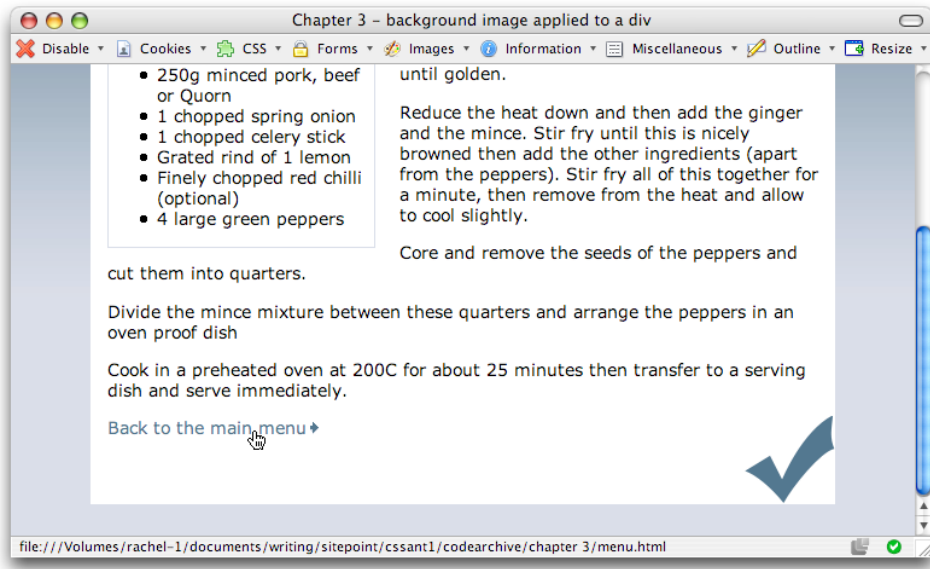 Chapter 3 – background image applied to a div
Disable Cookies CSS Forms Images Information Miscellaneous Outline Resize
250g minced pork, beef
or Quorn
1 chopped spring onion
1 chopped celery stick
Grated rind of 1 lemon
Finely chopped red chilli
(optional)
4 large green peppers
until golden.
Reduce the heat down and then add the ginger
and the mince. Stir fry until this is nicely
browned then add the other ingredients (apart
from the peppers). Stir fry all of this together for
a minute, then remove from the heat and allow
to cool slightly.
Core and remove the seeds of the peppers and
cut them into quarters.
Divide the mince mixture between these quarters and arrange the peppers in an
oven proof dish
Cook in a preheated oven at 200C for about 25 minutes then transfer to a serving
dish and serve immediately.
Back to the main menu
file:///Volumes/rachel-1/documents/writing/sitepoint/cssant1/codearchive/chapter 3/menu.html